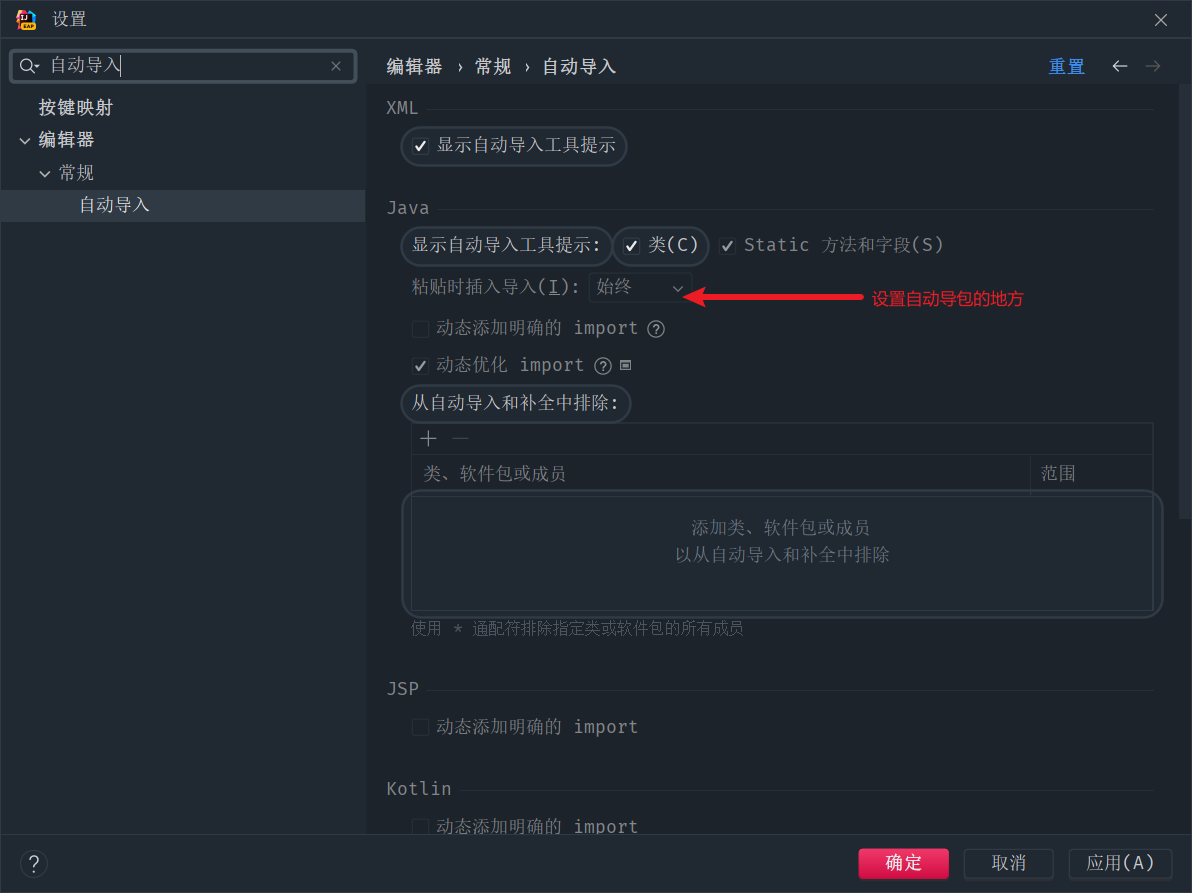 设置
自动导入
按键映射
编辑器
常规
自动导入
编辑器 › 常规 › 自动导入
重置
XML
显示自动导入工具提示
Java
显示自动导入工具提示: 类(C) Static 方法和字段(S)
粘贴时插入导入(I): 始终
设置自动导包的地方
动态添加明确的 import ?
动态优化 import ?
从自动导入和补全中排除:
类、软件包或成员 范围
添加类、软件包或成员
以从自动导入和补全中排除
使用 * 通配符排除指定类或软件包的所有成员
JSP
动态添加明确的 import
Kotlin
动态添加明确的 import
? 确定 取消 应用(A)